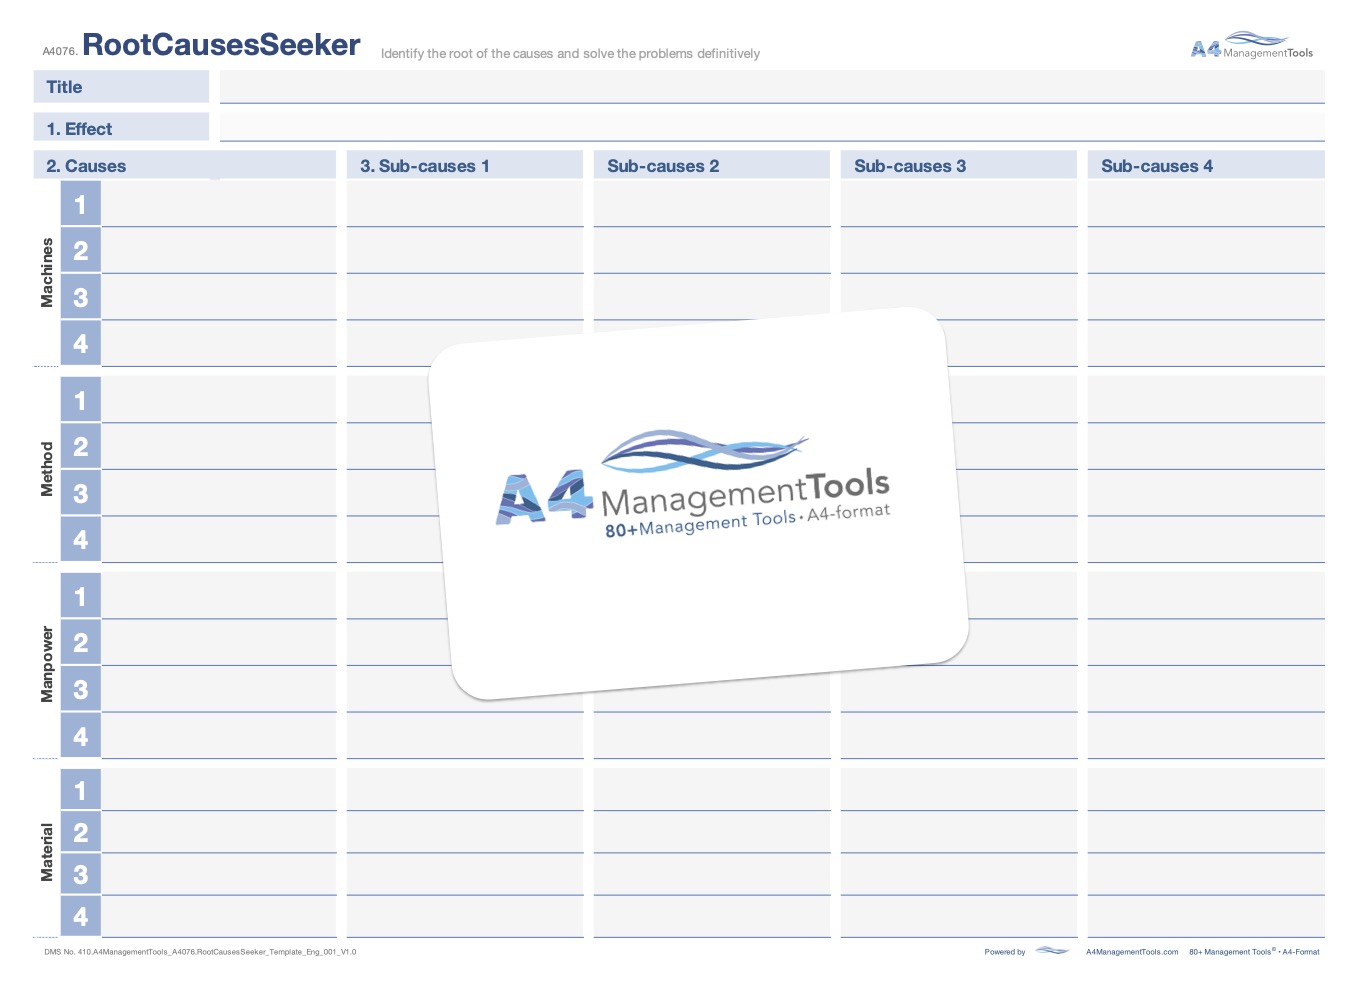 A4076. RootCausesSeeker Identify the root of the causes and solve the problems definitively
A4 ManagementTools
Title
1. Effect
2. Causes 3. Sub-causes 1 Sub-causes 2 Sub-causes 3 Sub-causes 4
Machines
1
2
3
4
Method
1
2
3
4
Manpower
1
2
3
4
Material
1
2
3
4
A4 ManagementTools
80+Management Tools • A4-format
DMS No. 410.A4ManagementTools_A4076.RootCausesSeeker_Template_Eng_001_V1.0
Powered by A4ManagementTools.com 80+ Management Tools® • A4-Format